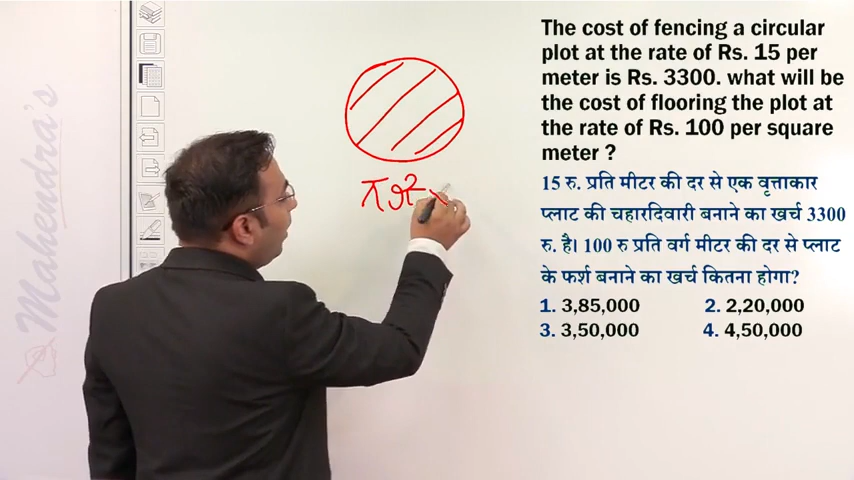 The cost of fencing a circular
plot at the rate of Rs. 15 per
meter is Rs. 3300. what will be
the cost of flooring the plot at
the rate of Rs. 100 per square
meter ?
15 रु. प्रति मीटर की दर से एक वृत्ताकार
प्लाट की चहारदिवारी बनाने का खर्च 3300
रु. है। 100 रु प्रति वर्ग मीटर की दर से प्लाट
के फर्श बनाने का खर्च कितना होगा?
1. 3,85,000 2. 2,20,000
3. 3,50,000 4. 4,50,000
πr² ×
Mahendra's